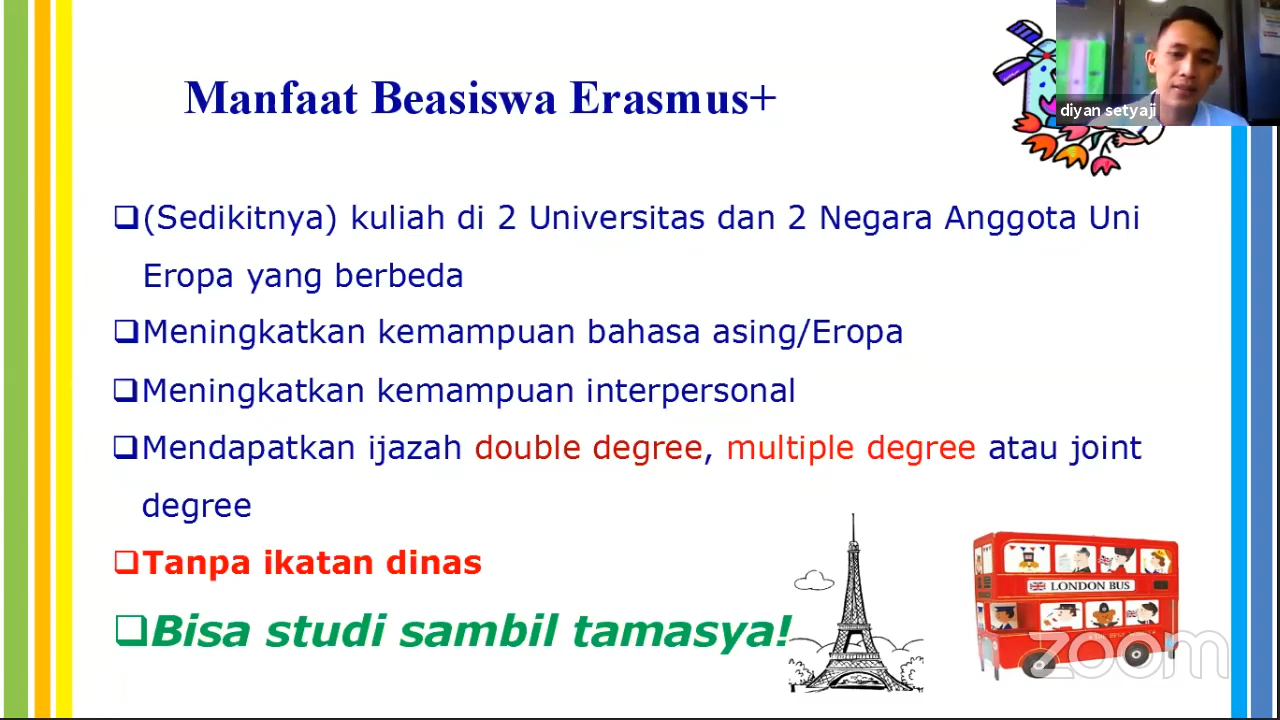 Manfaat Beasiswa Erasmus+
diyan setyaji
(Sedikitnya) kuliah di 2 Universitas dan 2 Negara Anggota Uni
Eropa yang berbeda
Meningkatkan kemampuan bahasa asing/Eropa
Meningkatkan kemampuan interpersonal
Mendapatkan ijazah double degree, multiple degree atau joint
degree
Tanpa ikatan dinas
Bisa studi sambil tamasya!
LONDON BUS
zoom